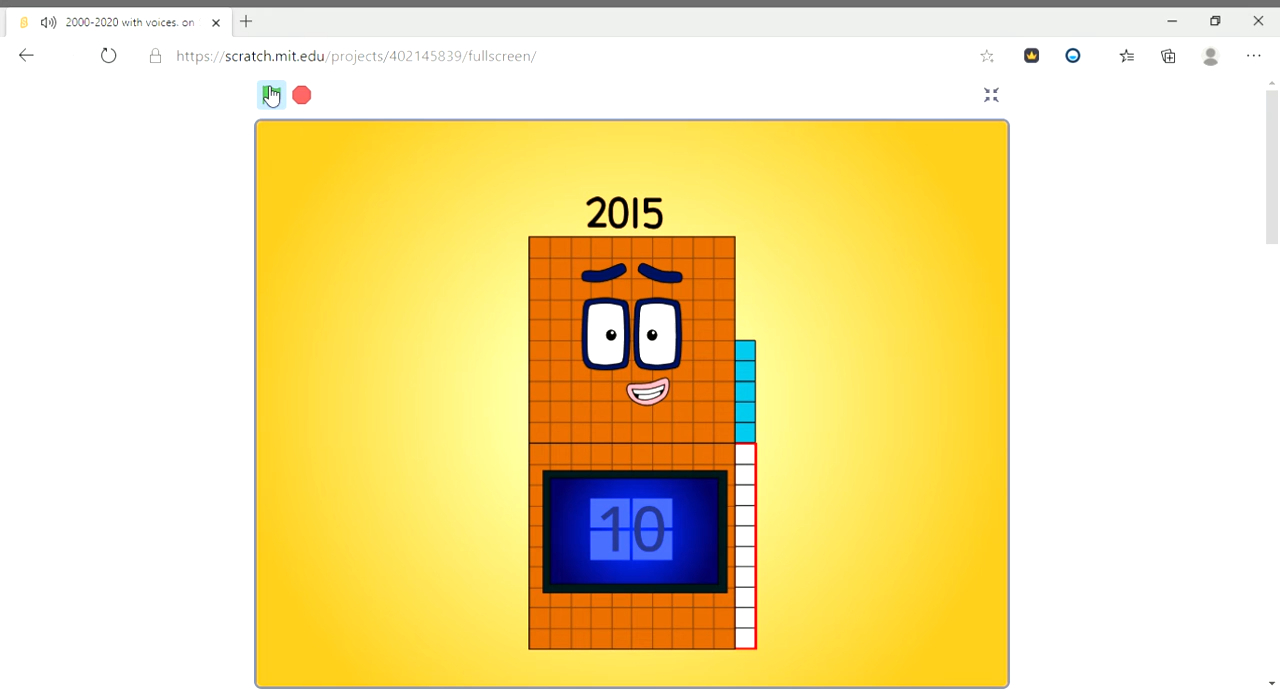 2000-2020 with voices. on
https://scratch.mit.edu/projects/402145839/fullscreen/
2015
10